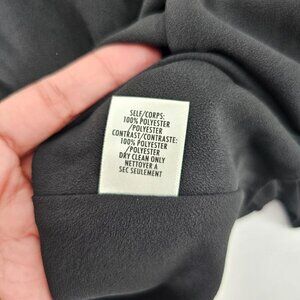 SELF/CORPS:
100% POLYESTER
/POLYESTER
CONTRAST/CONTRASTE:
100% POLYESTER
/POLYESTER
DRY CLEAN ONLY
NETTOYER A
SEC SEULEMENT